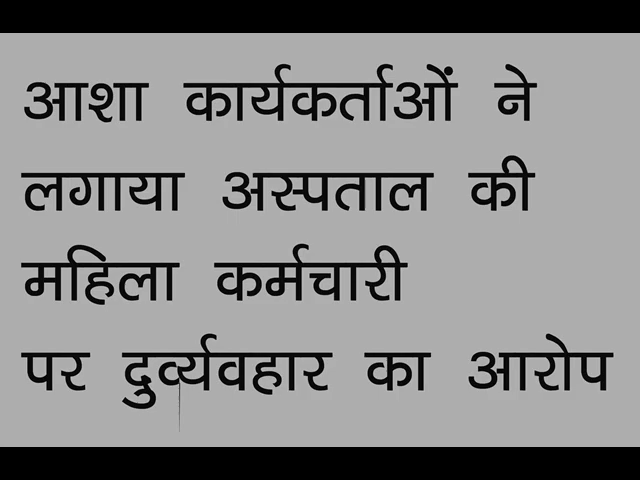 आशा कार्यकर्ताओं ने
लगाया अस्पताल की
महिला कर्मचारी
पर दुर्व्यवहार का आरोप